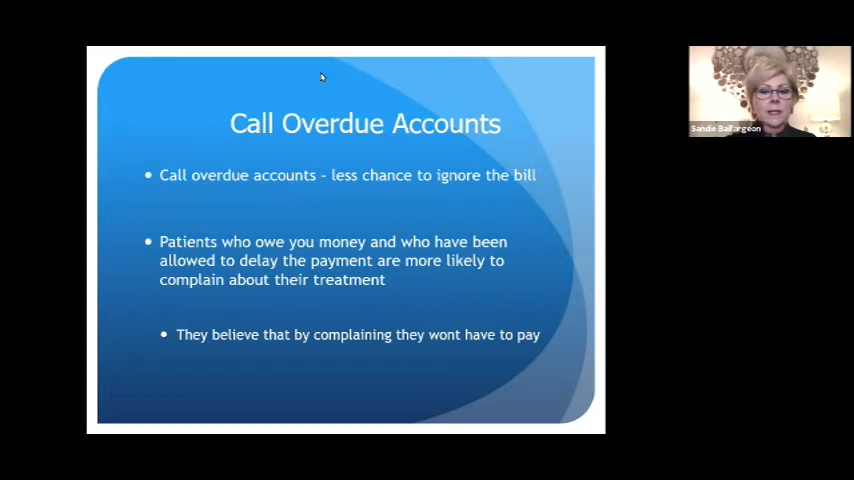 Call Overdue Accounts
Call overdue accounts - less chance to ignore the bill
Patients who owe you money and who have been
allowed to delay the payment are more likely to
complain about their treatment
They believe that by complaining they wont have to pay
Sandie Baillargeon